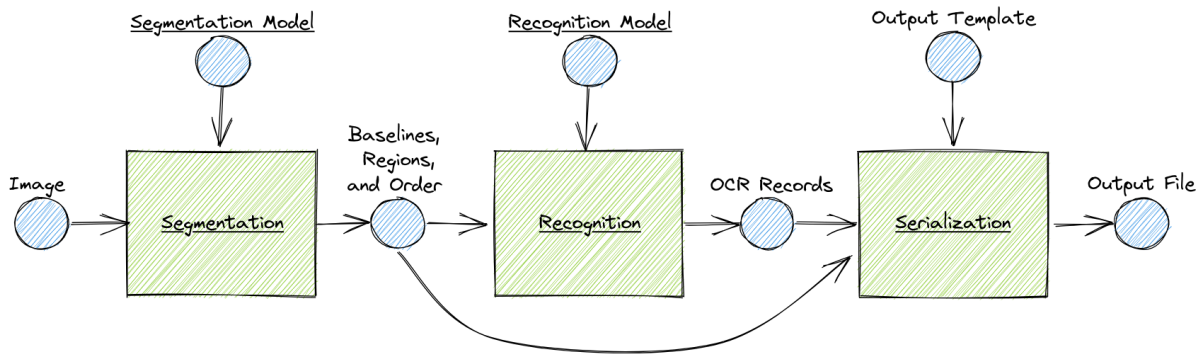 Segmentation Model
Recognition Model
Output Template
Image
Segmentation
Baselines,
Regions,
and Order
Recognition
OCR Records
Serialization
Output File